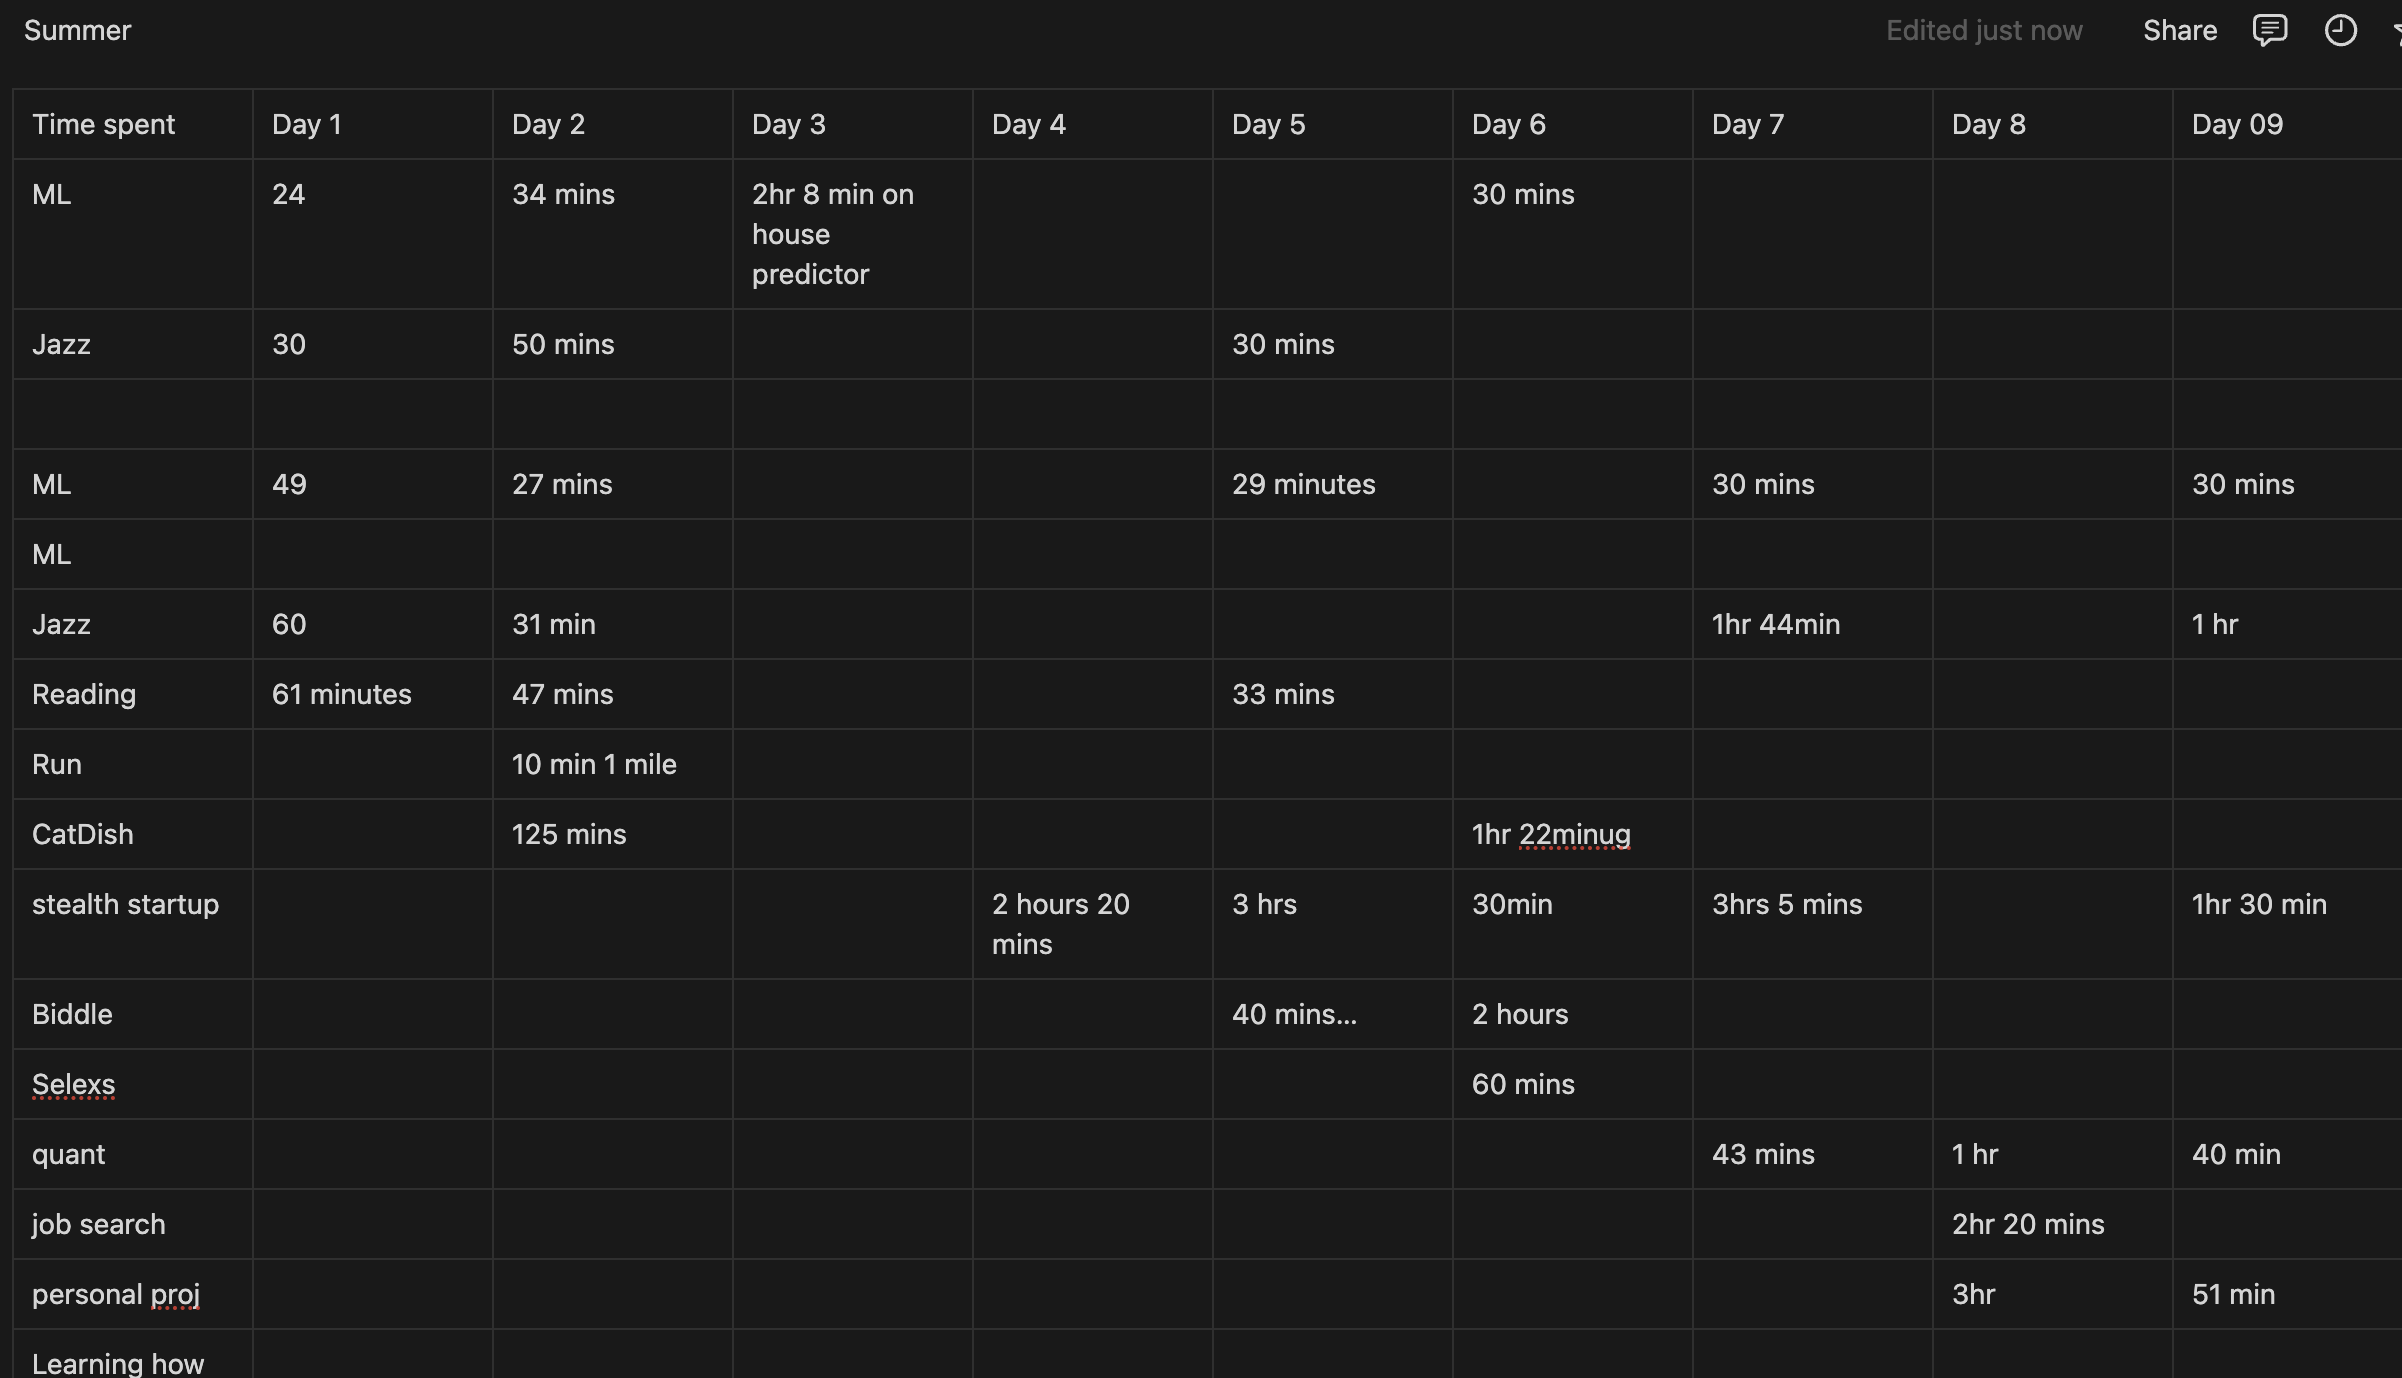 Summer
Edited just now
Share
Time spent Day 1 Day 2 Day 3 Day 4 Day 5 Day 6 Day 7 Day 8 Day 09
ML 24 34 mins 2hr 8 min on 30 mins
house
predictor
Jazz 30 50 mins 30 mins
ML 49 27 mins 29 minutes 30 mins 30 mins
ML
Jazz 60 31 min 1hr 44min 1 hr
Reading 61 minutes 47 mins 33 mins
Run 10 min 1 mile
CatDish 125 mins 1hr 22minug
stealth startup 2 hours 20 3 hrs 30min 3hrs 5 mins 1hr 30 min
mins
Biddle 40 mins... 2 hours
Selexs 60 mins
quant 43 mins 1 hr 40 min
job search 2hr 20 mins
personal proj 3hr 51 min
Learning how